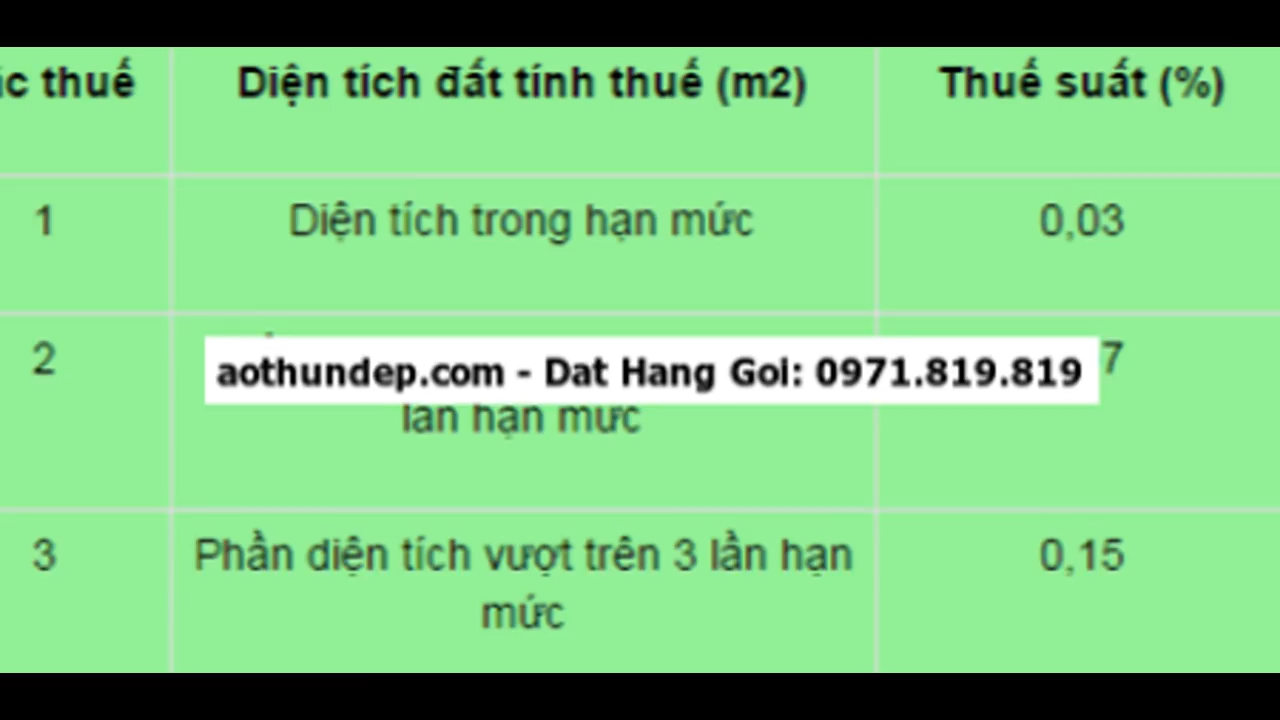 thuế Diện tích đất tính thuế (m2) Thuế suất (%)
1 Diện tích trong hạn mức 0,03
2 7
aothundep.com - Dat Hang Goi: 0971.819.819
lần hạn mức
3 Phần diện tích vượt trên 3 lần hạn 0,15
mức